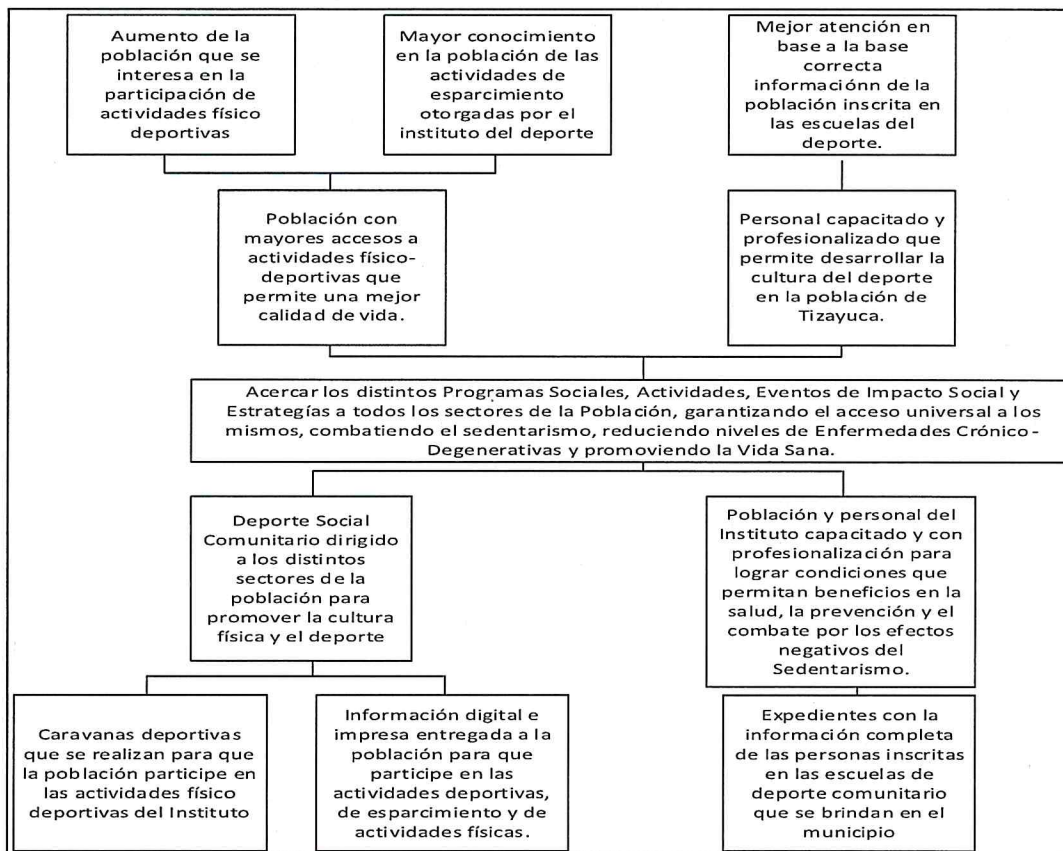 Aumento de la
población que se
interesa en la
participación de
actividades físico
deportivas
Mayor conocimiento
en la población de las
actividades de
esparcimiento
otorgadas por el
instituto del deporte
Mejor atención en
base a la base
correcta
informaciónn de la
población inscrita en
las escuelas del
deporte.
Población con
mayores accesos a
actividades físico-
deportivas que
permite una mejor
calidad de vida.
Personal capacitado y
profesionalizado que
permite desarrollar la
cultura del deporte
en la población de
Tizayuca.
Acercar los distintos Programas Sociales, Actividades, Eventos de Impacto Social y
Estrategías a todos los sectores de la Población, garantizando el acceso universal a los
mismos, combatiendo el sedentarismo, reduciendo niveles de Enfermedades Crónico-
Degenerativas y promoviendo la Vida Sana.
Deporte Social
Comunitario dirigido
a los distintos
sectores de la
población para
promover la cultura
física y el deporte
Población y personal del
Instituto capacitado y con
profesionalización para
lograr condiciones que
permitan beneficios en la
salud, la prevención y el
combate por los efectos
negativos del
Sedentarismo.
Caravanas deportivas
que se realizan para que
la población participe en
las actividades físico
deportivas del Instituto
Información digital e
impresa entregada a la
población para que
participe en las
actividades deportivas,
de esparcimiento y de
actividades físicas.
Expedientes con la
información completa
de las personas inscritas
en las escuelas de
deporte comunitario
que se brindan en el
municipio